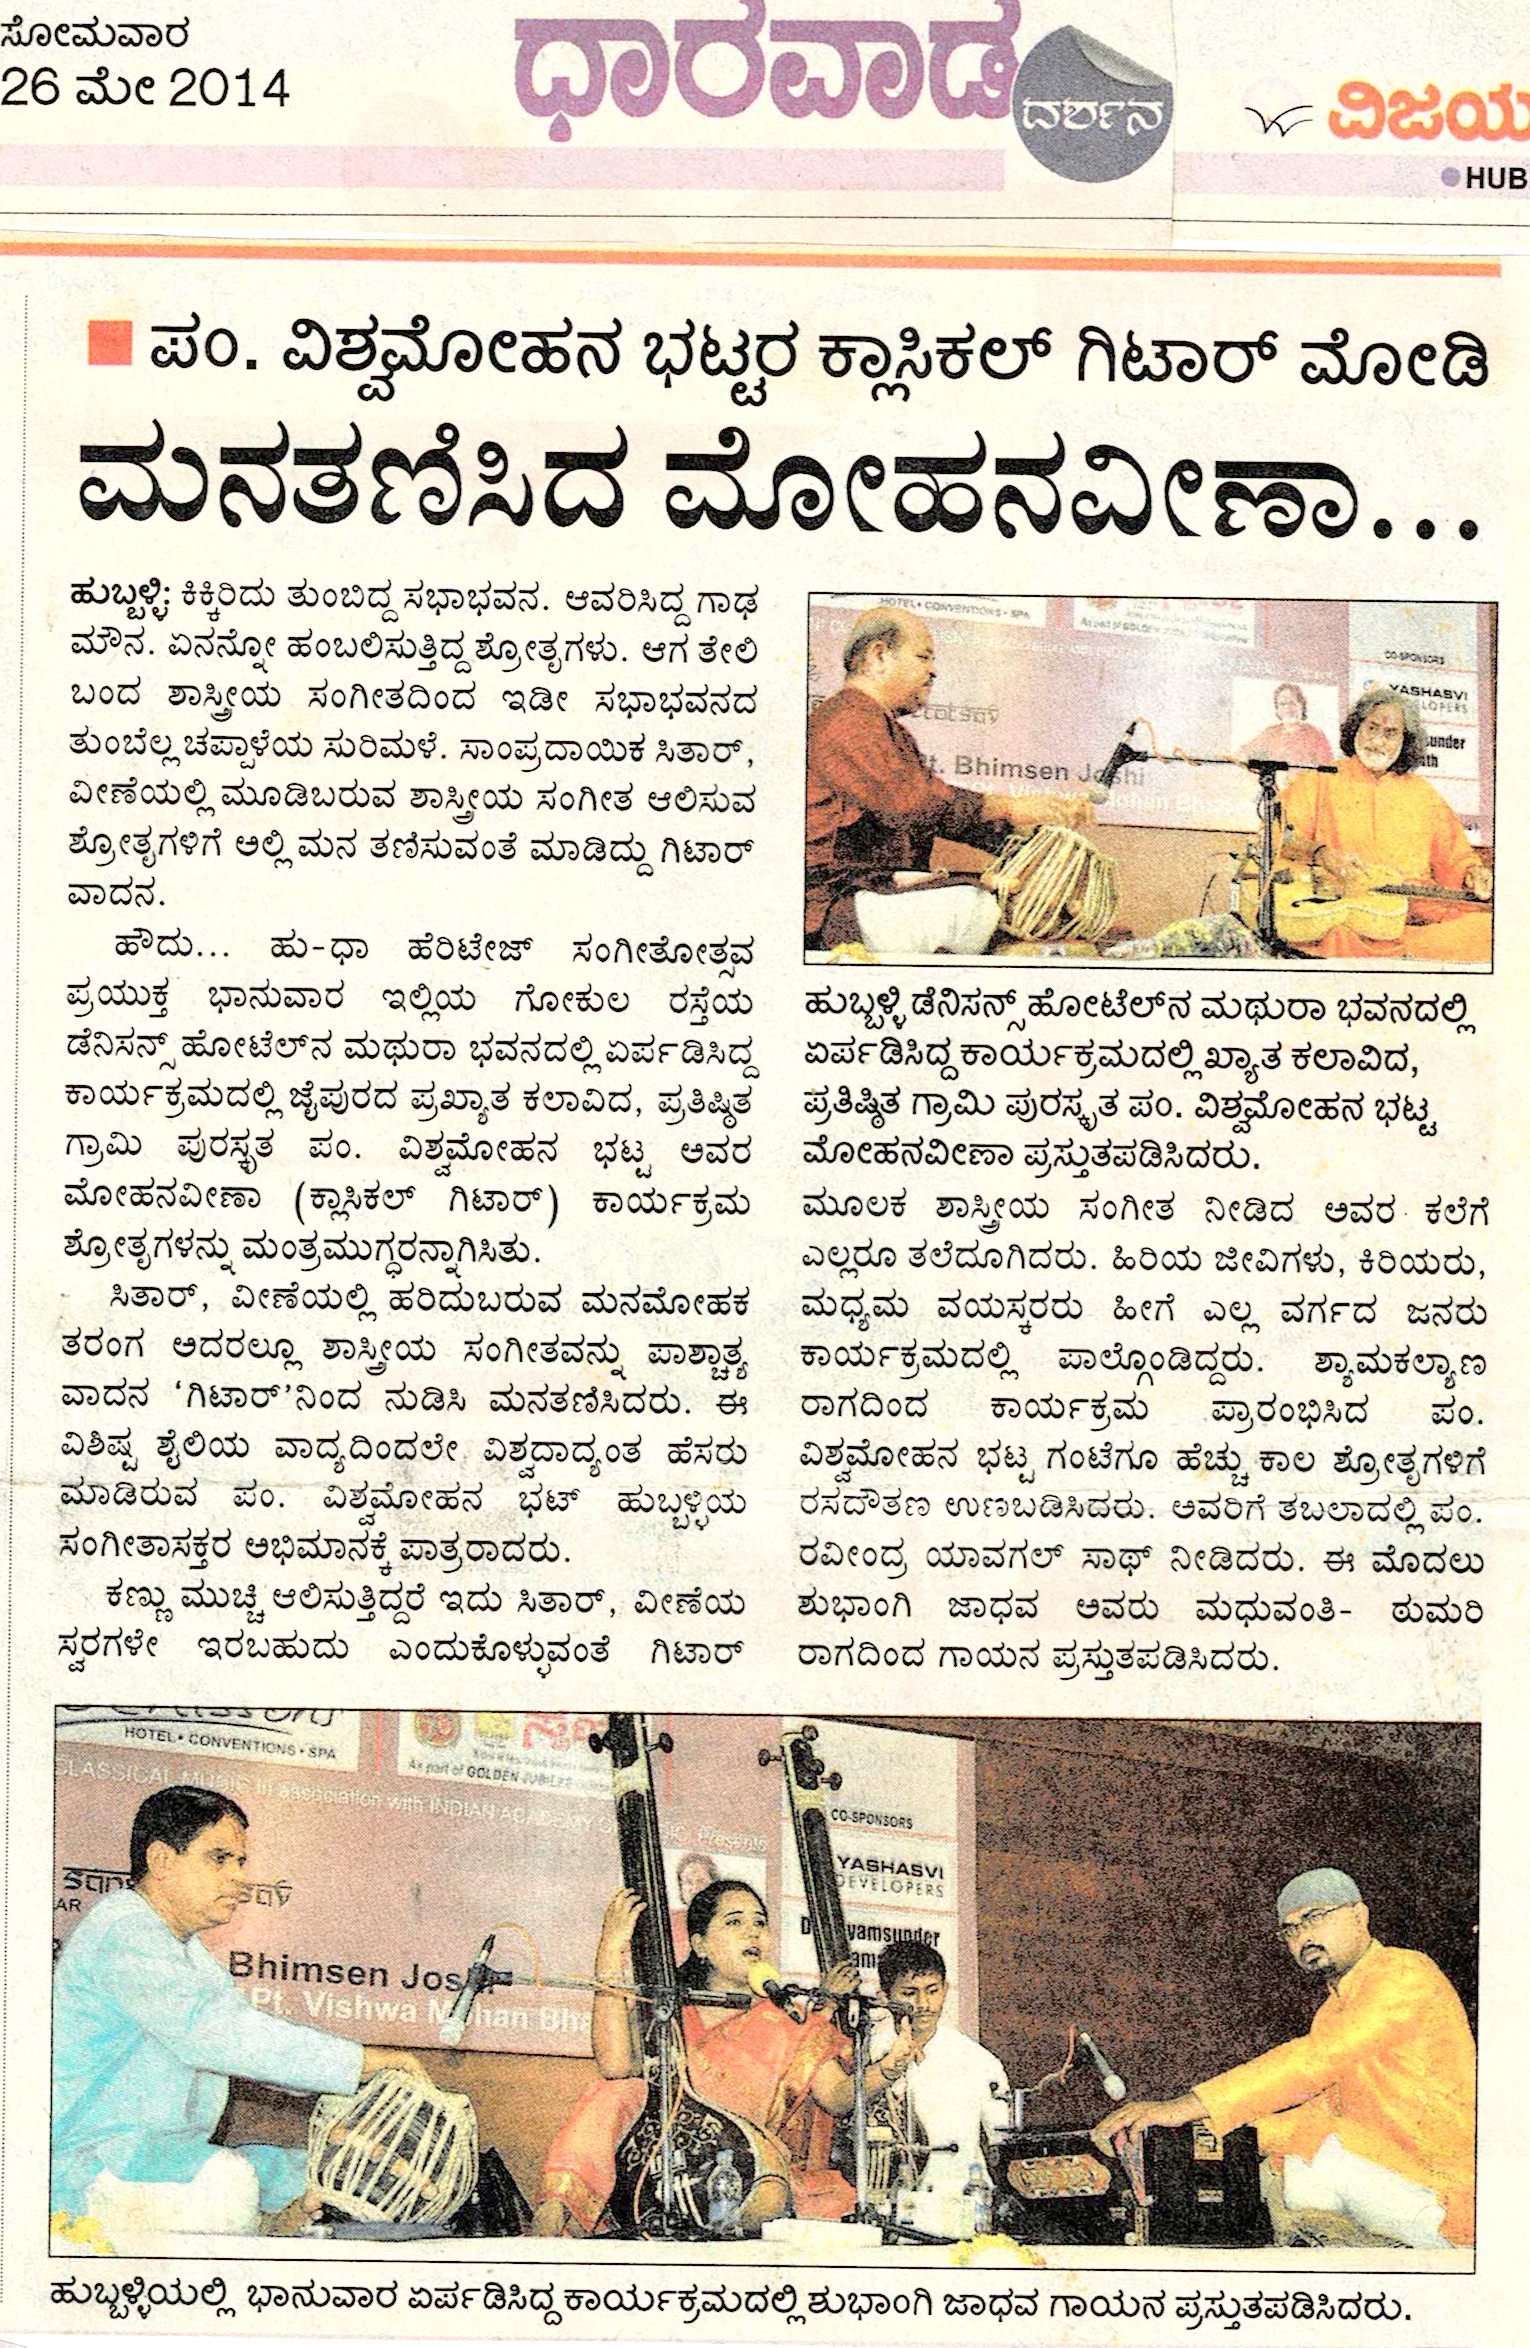 ಸೋಮವಾರ
26 ಮೇ 2014
ಧಾರವಾಡ
ದರ್ಶನ
ವಿಜಯ
HUB
ಪಂ. ವಿಶ್ವಮೋಹನ ಭಟ್ಟರ ಕ್ಲಾಸಿಕಲ್ ಗಿಟಾರ್ ಮೋಡಿ
ಮನತಣಿಸಿದ ಮೋಹನವೀಣಾ...
ಹುಬ್ಬಳ್ಳಿ: ಕಿಕ್ಕಿರಿದು ತುಂಬಿದ್ದ ಸಭಾಭವನ. ಆವರಿಸಿದ್ದ ಗಾಢ
ಮೌನ. ಏನನ್ನೋ ಹಂಬಲಿಸುತ್ತಿದ್ದ ಶ್ರೋತೃಗಳು. ಆಗ ತೇಲಿ
ಬಂದ ಶಾಸ್ತ್ರೀಯ ಸಂಗೀತದಿಂದ ಇಡೀ ಸಭಾಭವನದ
ತುಂಬೆಲ್ಲ ಚಪ್ಪಾಳೆಯ ಸುರಿಮಳೆ. ಸಾಂಪ್ರದಾಯಿಕ ಸಿತಾರ್,
ವೀಣೆಯಲ್ಲಿ ಮೂಡಿಬರುವ ಶಾಸ್ತ್ರೀಯ ಸಂಗೀತ ಆಲಿಸುವ
ಶ್ರೋತೃಗಳಿಗೆ ಅಲ್ಲಿ ಮನ ತಣಿಸುವಂತೆ ಮಾಡಿದ್ದು ಗಿಟಾರ್
ವಾದನ.
ಹೌದು... ಹು-ಧಾ ಹೆರಿಟೇಜ್ ಸಂಗೀತೋತ್ಸವ
ಪ್ರಯುಕ್ತ ಭಾನುವಾರ ಇಲ್ಲಿಯ ಗೋಕುಲ ರಸ್ತೆಯ
ಡೆನಿಸನ್ಸ್ ಹೋಟೆಲ್‌ನ ಮಥುರಾ ಭವನದಲ್ಲಿ ಏರ್ಪಡಿಸಿದ್ದ
ಕಾರ್ಯಕ್ರಮದಲ್ಲಿ ಜೈಪುರದ ಪ್ರಖ್ಯಾತ ಕಲಾವಿದ, ಪ್ರತಿಷ್ಠಿತ
ಗ್ರಾಮಿ ಪುರಸ್ಕೃತ ಪಂ. ವಿಶ್ವಮೋಹನ ಭಟ್ಟ ಅವರ
ಮೋಹನವೀಣಾ (ಕ್ಲಾಸಿಕಲ್ ಗಿಟಾರ್) ಕಾರ್ಯಕ್ರಮ
ಶ್ರೋತೃಗಳನ್ನು ಮಂತ್ರಮುಗ್ಧರನ್ನಾಗಿಸಿತು.
ಸಿತಾರ್, ವೀಣೆಯಲ್ಲಿ ಹರಿದುಬರುವ ಮನಮೋಹಕ
ತರಂಗ ಅದರಲ್ಲೂ ಶಾಸ್ತ್ರೀಯ ಸಂಗೀತವನ್ನು ಪಾಶ್ಚಾತ್ಯ
ವಾದನ ‘ಗಿಟಾರ್’ನಿಂದ ನುಡಿಸಿ ಮನತಣಿಸಿದರು. ಈ
ವಿಶಿಷ್ಟ ಶೈಲಿಯ ವಾದ್ಯದಿಂದಲೇ ವಿಶ್ವದಾದ್ಯಂತ ಹೆಸರು
ಮಾಡಿರುವ ಪಂ. ವಿಶ್ವಮೋಹನ ಭಟ್ ಹುಬ್ಬಳ್ಳಿಯ
ಸಂಗೀತಾಸಕ್ತರ ಅಭಿಮಾನಕ್ಕೆ ಪಾತ್ರರಾದರು.
ಕಣ್ಣು ಮುಚ್ಚಿ ಆಲಿಸುತ್ತಿದ್ದರೆ ಇದು ಸಿತಾರ್, ವೀಣೆಯ
ಸ್ವರಗಳೇ ಇರಬಹುದು ಎಂದುಕೊಳ್ಳುವಂತೆ ಗಿಟಾರ್
HOTEL • CONVENTIONS • SPA
CO-SPONSORS
YASHASVI
Pt. Bhimsen Joshi
ಹುಬ್ಬಳ್ಳಿ ಡೆನಿಸನ್ಸ್ ಹೋಟೆಲ್‌ನ ಮಥುರಾ ಭವನದಲ್ಲಿ
ಏರ್ಪಡಿಸಿದ್ದ ಕಾರ್ಯಕ್ರಮದಲ್ಲಿ ಖ್ಯಾತ ಕಲಾವಿದ,
ಪ್ರತಿಷ್ಠಿತ ಗ್ರಾಮಿ ಪುರಸ್ಕೃತ ಪಂ. ವಿಶ್ವಮೋಹನ ಭಟ್ಟ
ಮೋಹನವೀಣಾ ಪ್ರಸ್ತುತಪಡಿಸಿದರು.
ಮೂಲಕ ಶಾಸ್ತ್ರೀಯ ಸಂಗೀತ ನೀಡಿದ ಅವರ ಕಲೆಗೆ
ಎಲ್ಲರೂ ತಲೆದೂಗಿದರು. ಹಿರಿಯ ಜೀವಿಗಳು, ಕಿರಿಯರು,
ಮಧ್ಯಮ ವಯಸ್ಕರರು ಹೀಗೆ ಎಲ್ಲ ವರ್ಗದ ಜನರು
ಕಾರ್ಯಕ್ರಮದಲ್ಲಿ ಪಾಲ್ಗೊಂಡಿದ್ದರು. ಶ್ಯಾಮಕಲ್ಯಾಣ
ರಾಗದಿಂದ ಕಾರ್ಯಕ್ರಮ ಪ್ರಾರಂಭಿಸಿದ ಪಂ.
ವಿಶ್ವಮೋಹನ ಭಟ್ಟ ಗಂಟೆಗೂ ಹೆಚ್ಚು ಕಾಲ ಶ್ರೋತೃಗಳಿಗೆ
ರಸದೌತಣ ಉಣಬಡಿಸಿದರು. ಅವರಿಗೆ ತಬಲಾದಲ್ಲಿ ಪಂ.
ರವೀಂದ್ರ ಯಾವಗಲ್ ಸಾಥ್ ನೀಡಿದರು. ಈ ಮೊದಲು
ಶುಭಾಂಗಿ ಜಾಧವ ಅವರು ಮಧುವಂತಿ- ಠುಮರಿ
ರಾಗದಿಂದ ಗಾಯನ ಪ್ರಸ್ತುತಪಡಿಸಿದರು.
HOTEL • CONVENTIONS • SPA
As part of GOLDEN JUBILEE
CLASSICAL MUSIC in association with INDIAN ACADEMY Presents
CO-SPONSORS
YASHASVI
DEVELOPERS
Bhimsen Joshi
Pt. Vishwa Mohan Bha
ಹುಬ್ಬಳ್ಳಿಯಲ್ಲಿ ಭಾನುವಾರ ಏರ್ಪಡಿಸಿದ್ದ ಕಾರ್ಯಕ್ರಮದಲ್ಲಿ ಶುಭಾಂಗಿ ಜಾಧವ ಗಾಯನ ಪ್ರಸ್ತುತಪಡಿಸಿದರು.